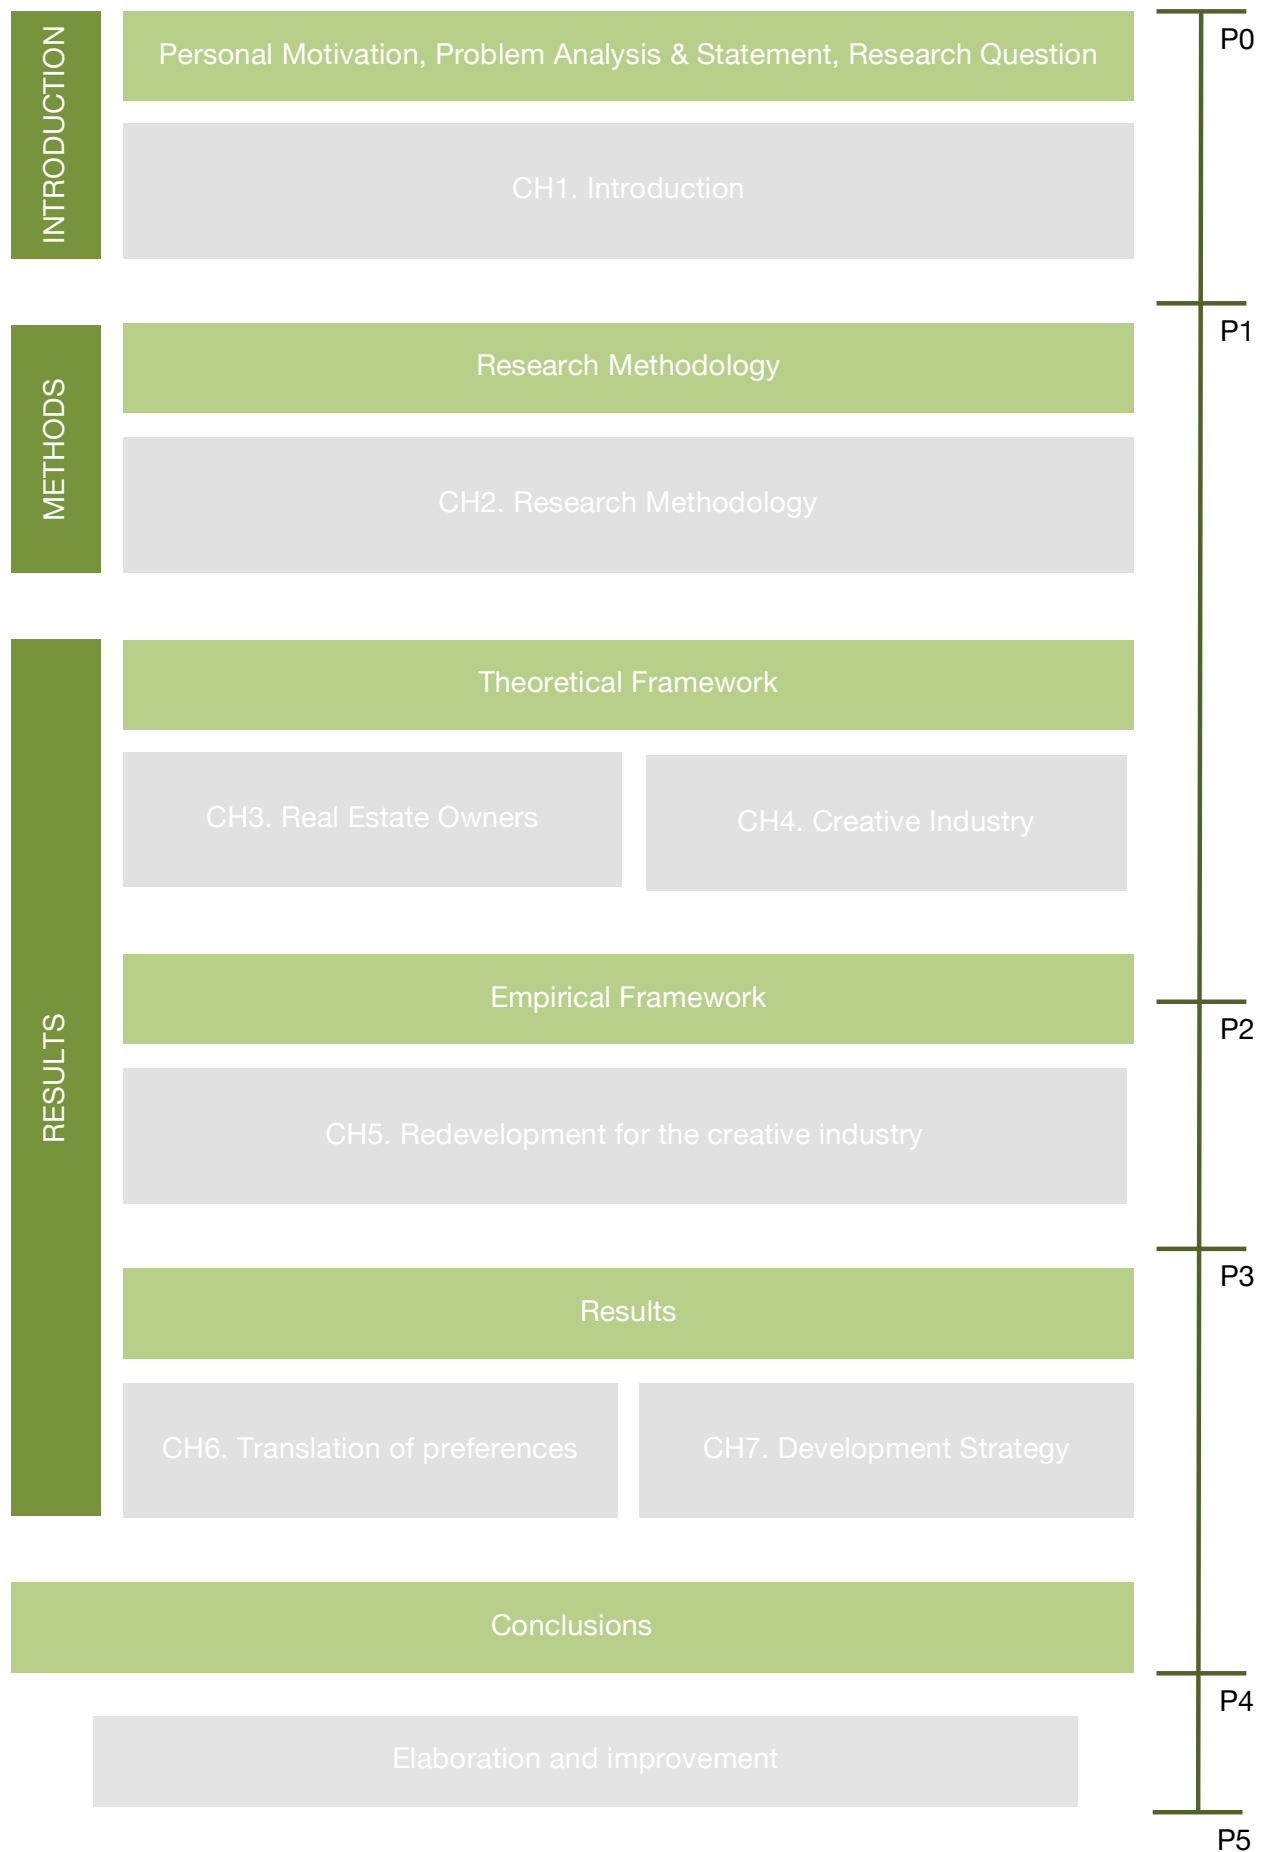 INTRODUCTION
Personal Motivation, Problem Analysis & Statement, Research Question
P0
CH1. Introduction
P1
METHODS
Research Methodology
CH2. Research Methodology
RESULTS
Theoretical Framework
CH3. Real Estate Owners
CH4. Creative Industry
Empirical Framework
P2
CH5. Redevelopment for the creative industry
P3
Results
CH6. Translation of preferences
CH7. Development Strategy
Conclusions
P4
Elaboration and improvement
P5